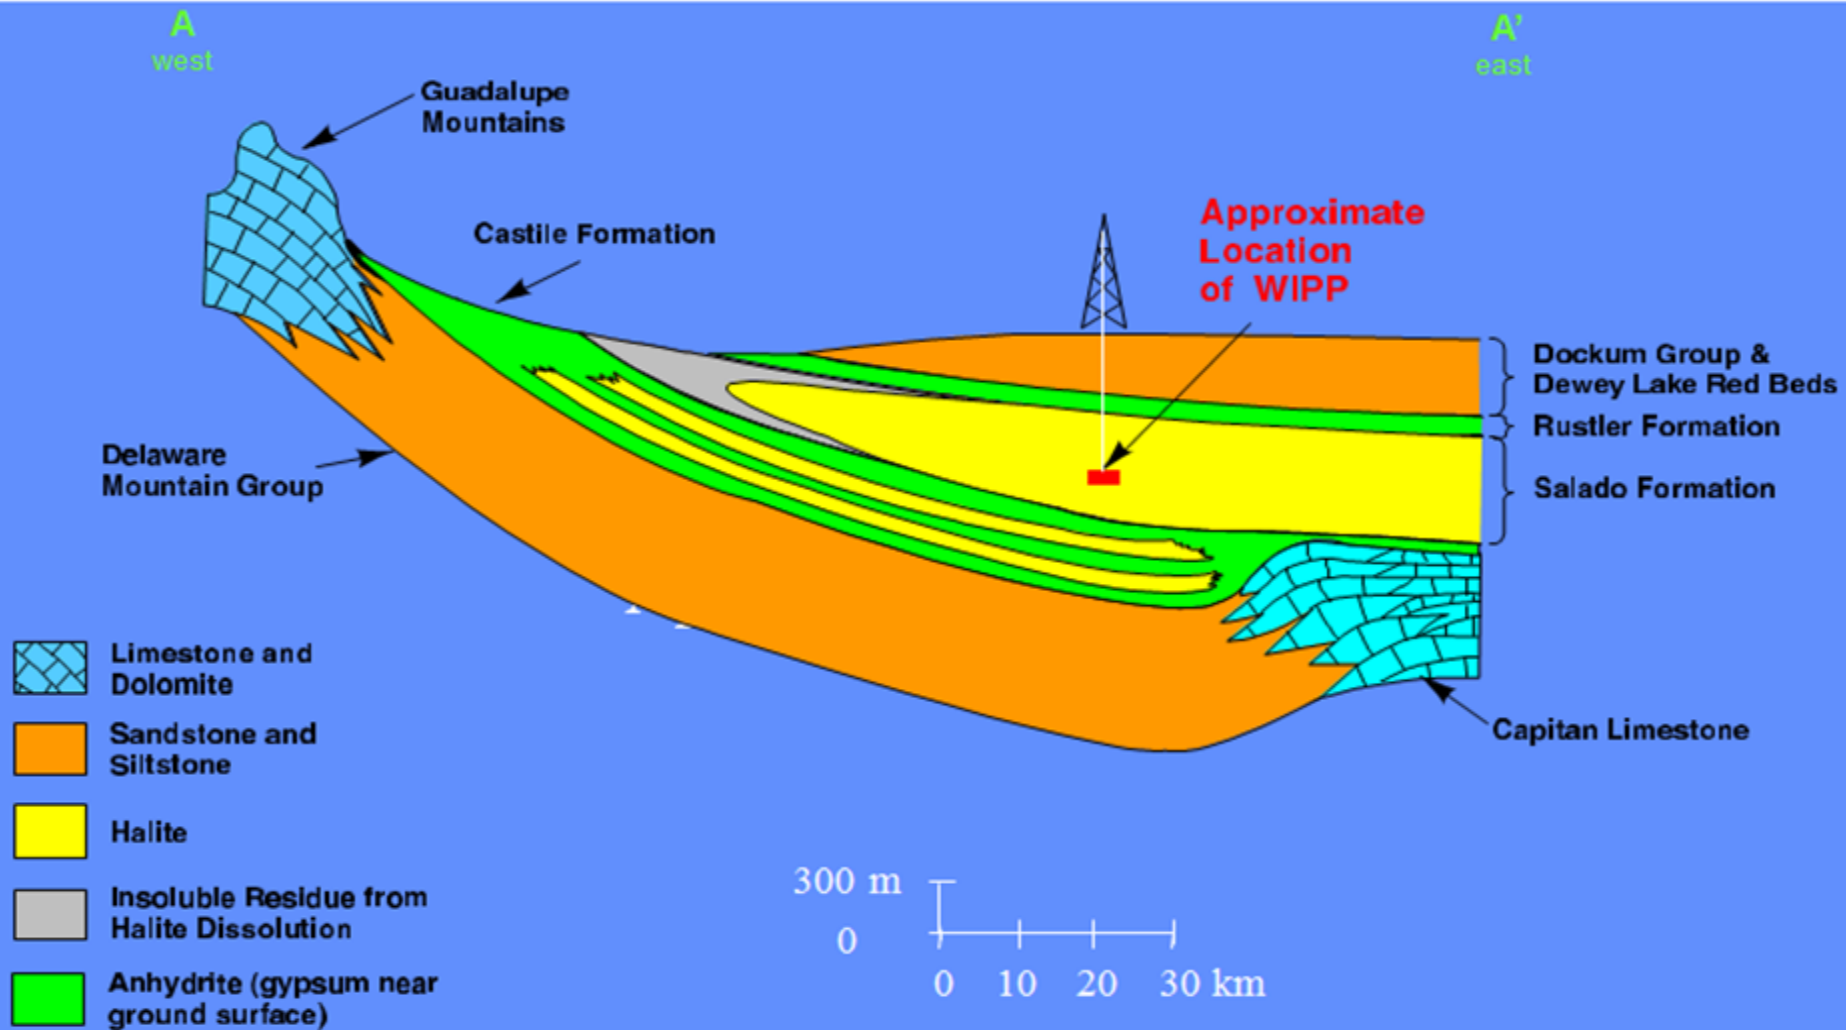 A
west
A’
east
Guadalupe
Mountains
Castile Formation
Approximate
Location
of WIPP
Dockum Group &
Dewey Lake Red Beds
Rustler Formation
Salado Formation
Delaware
Mountain Group
Capitan Limestone
Limestone and
Dolomite
Sandstone and
Siltstone
Halite
Insoluble Residue from
Halite Dissolution
Anhydrite (gypsum near
ground surface)
300 m
0
0 10 20 30 km